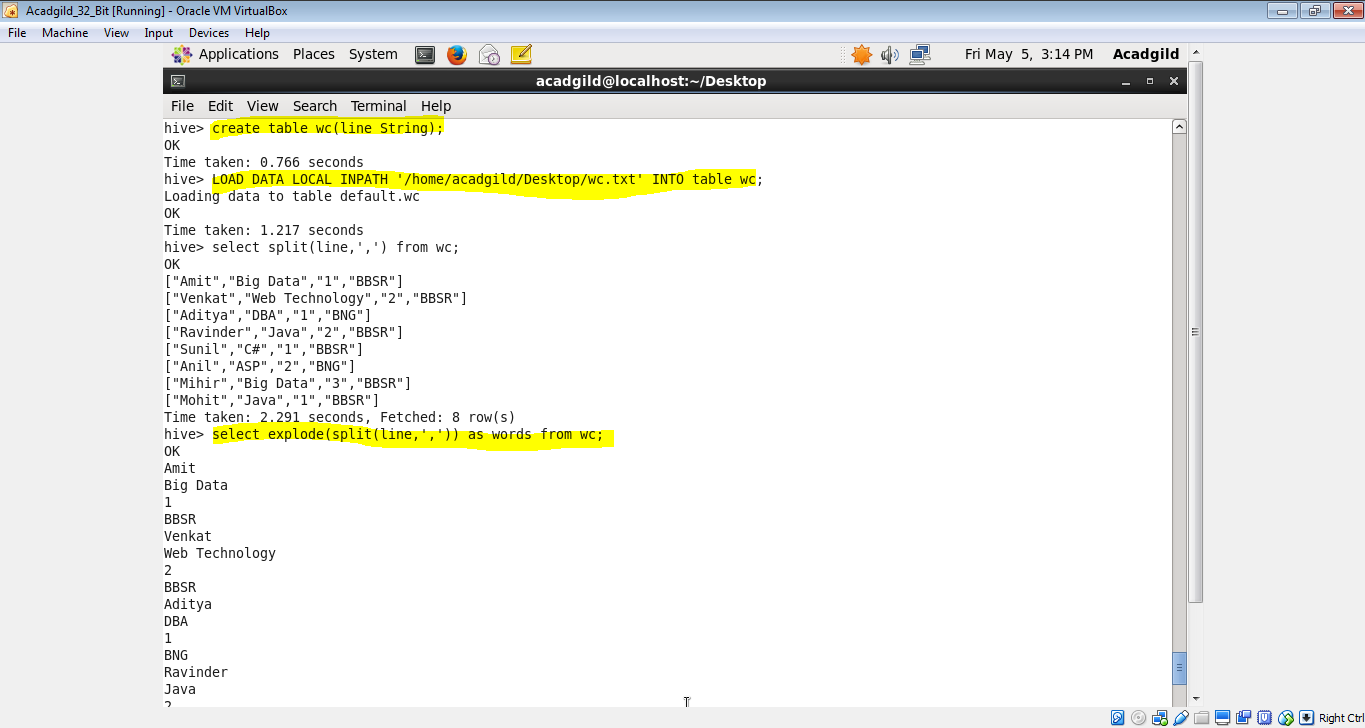 Acadgild_32_Bit [Running] - Oracle VM VirtualBox
File Machine View Input Devices Help
Applications Places System Fri May 5, 3:14 PM Acadgild
acadgild@localhost:~/Desktop
File Edit View Search Terminal Help
hive> create table wc(line String);
OK
Time taken: 0.766 seconds
hive> LOAD DATA LOCAL INPATH '/home/acadgild/Desktop/wc.txt' INTO table wc;
Loading data to table default.wc
OK
Time taken: 1.217 seconds
hive> select split(line,',') from wc;
OK
["Amit","Big Data","1","BBSR"]
["Venkat","Web Technology","2","BBSR"]
["Aditya","DBA","1","BNG"]
["Ravinder","Java","2","BBSR"]
["Sunil","C#","1","BBSR"]
["Anil","ASP","2","BNG"]
["Mihir","Big Data","3","BBSR"]
["Mohit","Java","1","BBSR"]
Time taken: 2.291 seconds, Fetched: 8 row(s)
hive> select explode(split(line,',')) as words from wc;
OK
Amit
Big Data
1
BBSR
Venkat
Web Technology
2
BBSR
Aditya
DBA
1
BNG
Ravinder
Java
2
Right Ctrl